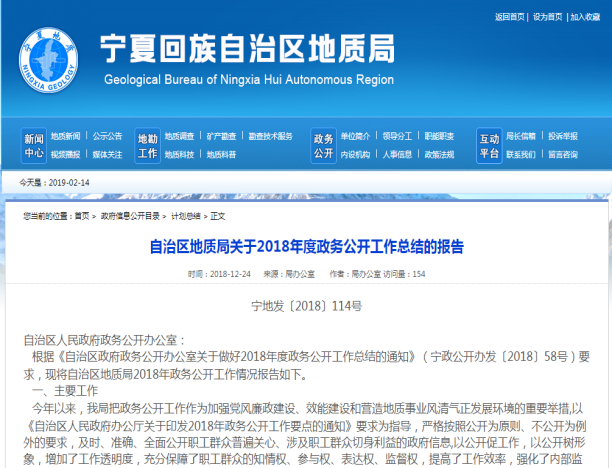 返回首页 | 设为首页 | 加入收藏
宁夏地质
NINGXIA GEOLOGY
宁夏回族自治区地质局
Geological Bureau of Ningxia Hui Autonomous Region
新闻中心 地质新闻 | 公示公告 地勘工作 地质调查 | 矿产勘查 | 勘查技术服务 政务公开 单位简介 | 领导分工 | 职能职责 互动平台 局长信箱 | 投诉举报
视频播报 | 媒体关注 地质科技 | 地质科普 内设机构 | 人事信息 | 政策法规 联系我们 | 留言咨询
今天是：2019-02-14
您当前的位置：首页 > 政府信息公开目录 > 计划总结 > 正文
自治区地质局关于2018年度政务公开工作总结的报告
时间：2018-12-24 来源：局办公室 作者：局办公室 访问量：154
宁地发〔2018〕114号
自治区人民政府政务公开办公室：
根据《自治区政府政务公开办公室关于做好2018年度政务公开工作总结的通知》（宁政公开办发〔2018〕58号）要
求，现将自治区地质局2018年政务公开工作情况报告如下。
一、主要工作
今年以来，我局把政务公开工作作为加强党风廉政建设、效能建设和营造地质事业风清气正发展环境的重要举措,以
《自治区人民政府办公厅关于印发2018年政务公开工作要点的通知》要求为指导，严格按照公开为原则、不公开为例
外的要求，及时、准确、全面公开职工群众普遍关心、涉及职工群众切身利益的政府信息,以公开促工作，以公开树形
象，增加了工作透明度，充分保障了职工群众的知情权、参与权、表达权、监督权，提高了工作效率，强化了内部监